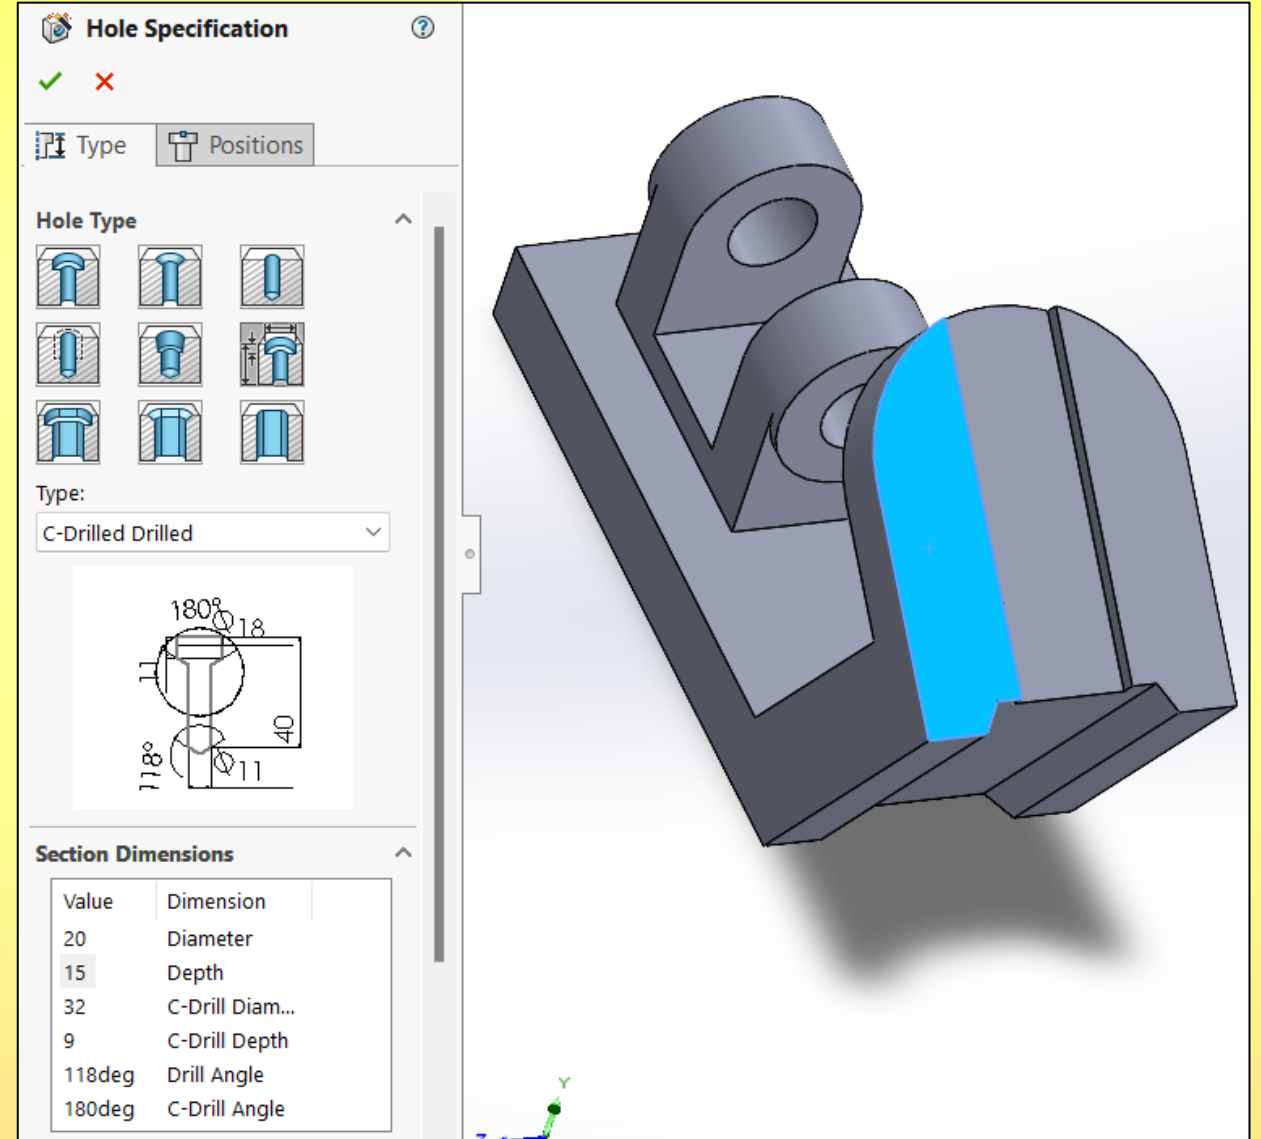 Hole Specification
Type
Positions
Hole Type
Type:
C-Drilled Drilled
180°
Ø18
11
40
118°
Ø11
Section Dimensions
Value Dimension
20 Diameter
15 Depth
32 C-Drill Diam...
9 C-Drill Depth
118deg Drill Angle
180deg C-Drill Angle
Y
Z